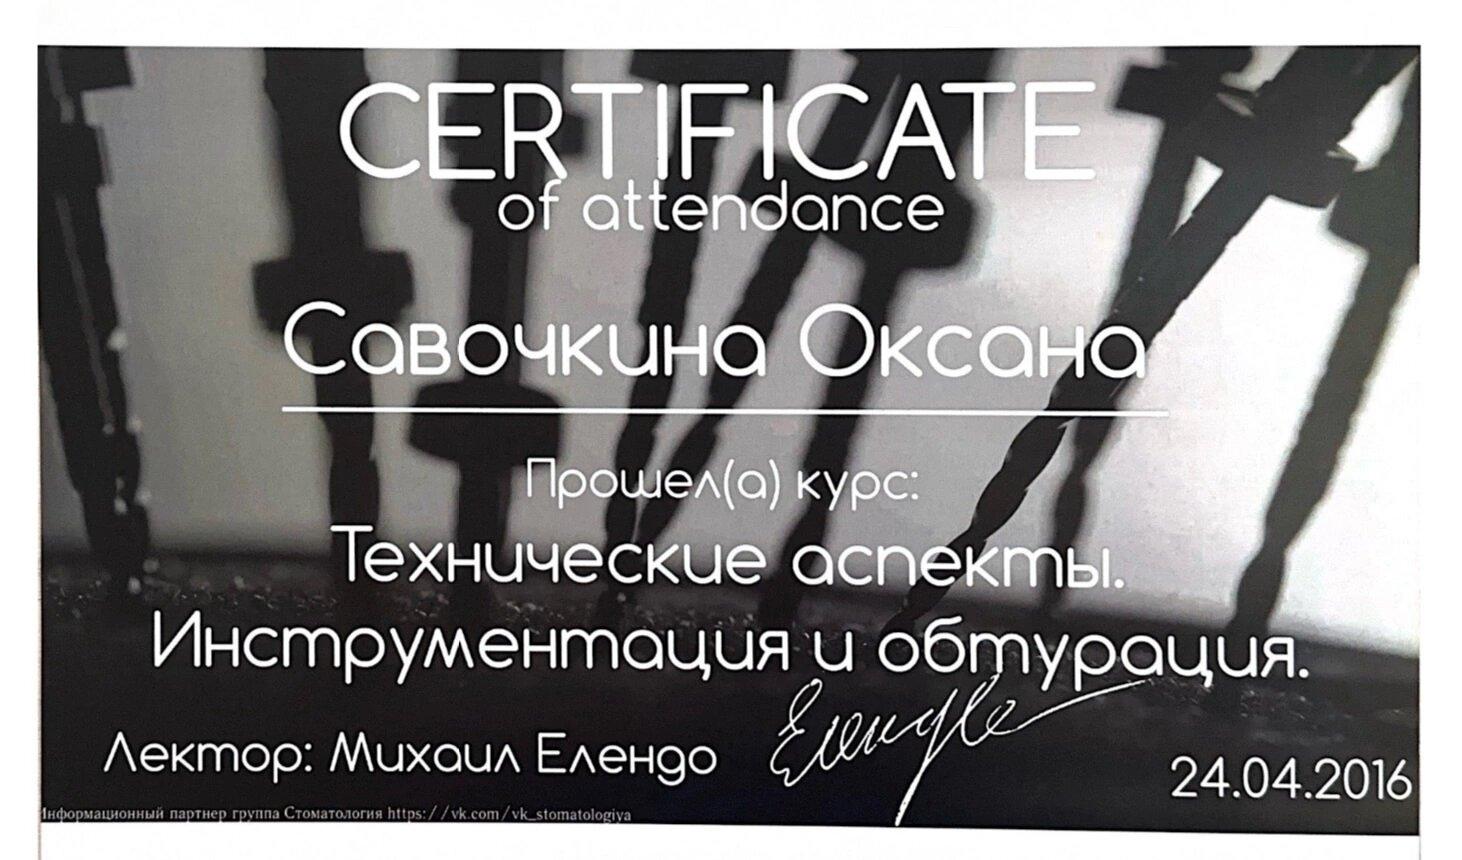 CERTIFICATE
of attendance
Савочкина Оксана
Прошел(а) курс:
Технические аспекты.
Инструментация и обтурация.
Лектор: Михаил Елендо
24.04.2016
Информационный партнер группа Стоматология https://vk.com/vk_stomatologiya